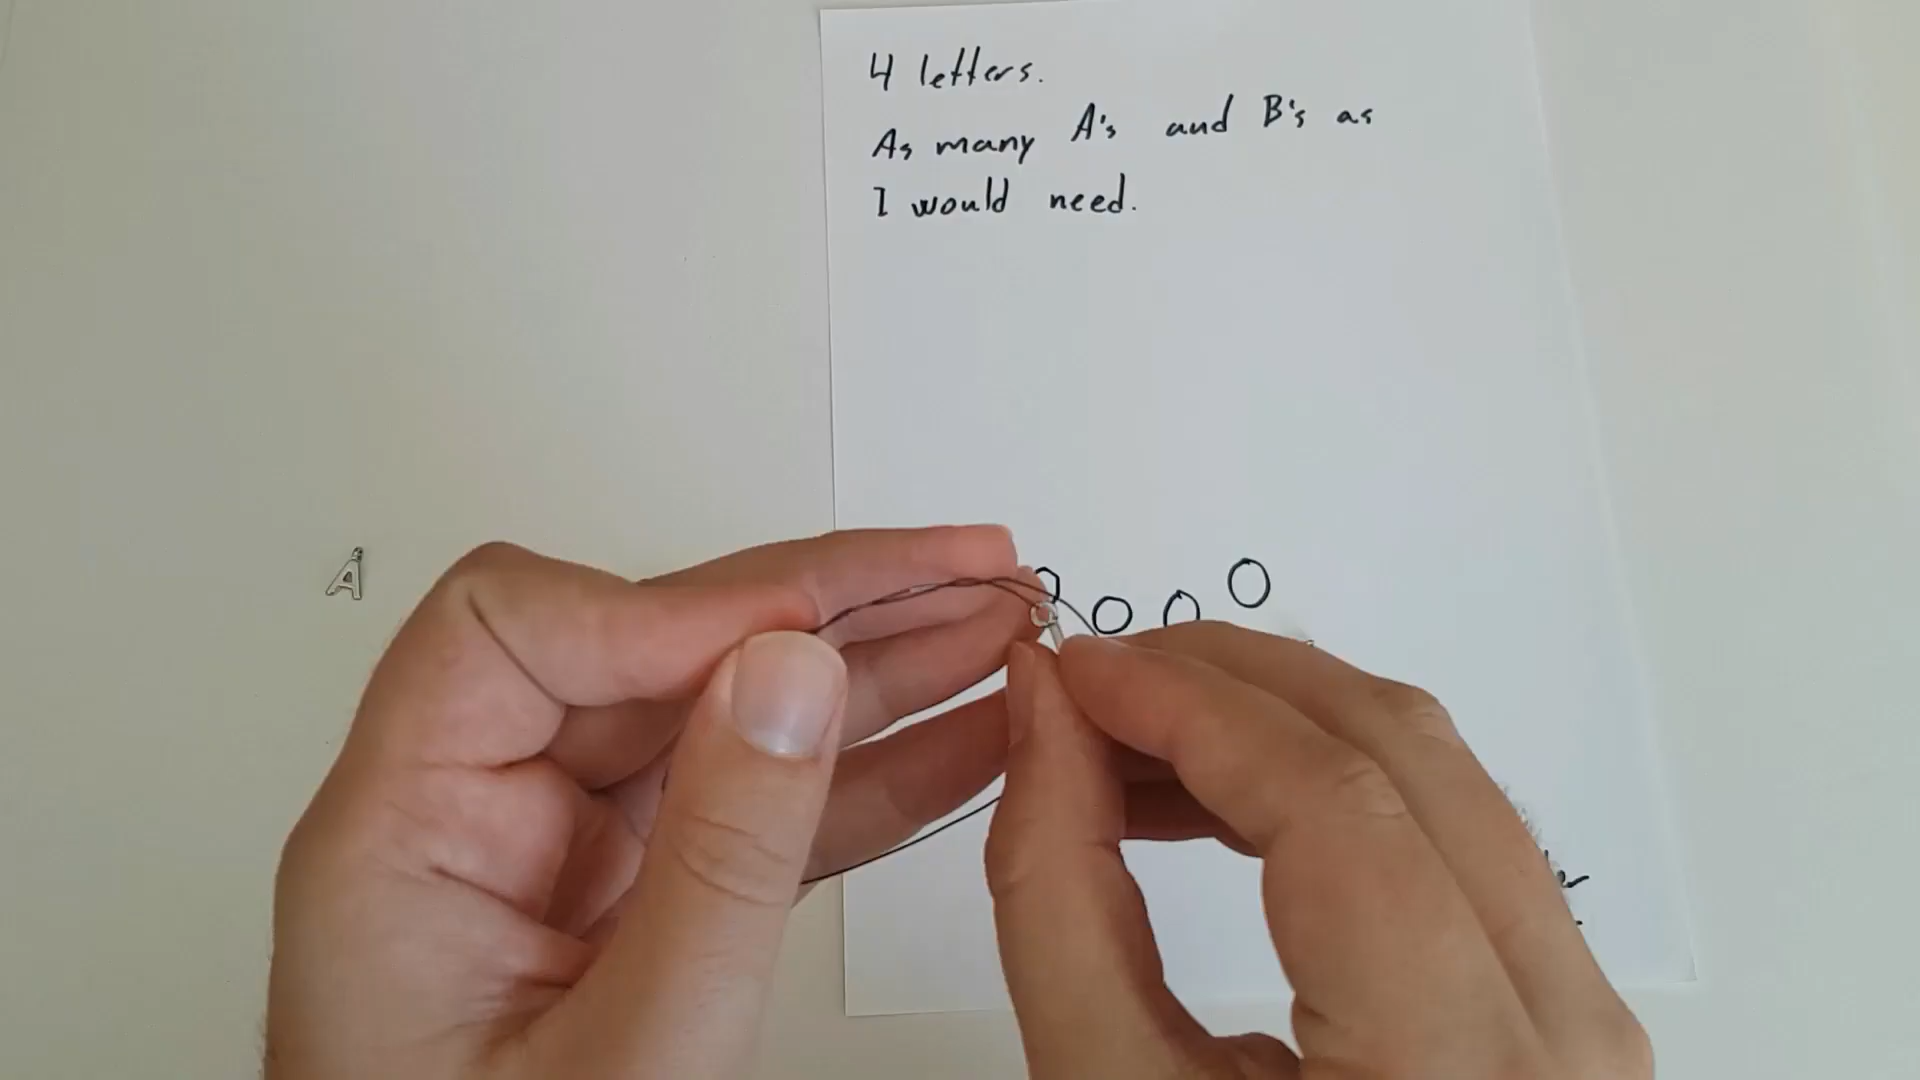 4 letters.
As many A's and B's as
I would need.
A